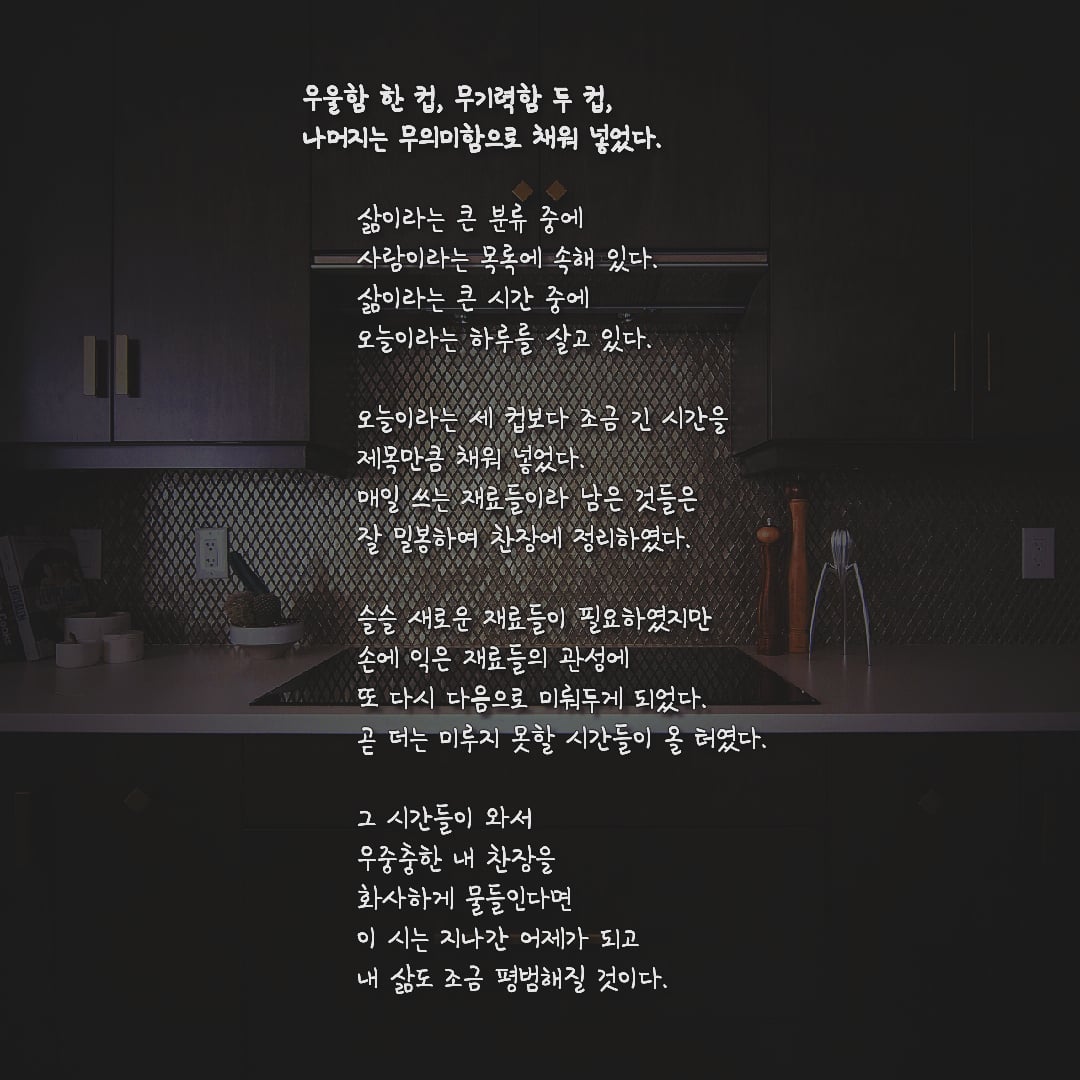 우울함 한 컵, 무기력함 두 컵,
나머지는 무의미함으로 채워 넣었다.
삶이라는 큰 분류 중에
사람이라는 목록에 속해 있다.
삶이라는 큰 시간 중에
오늘이라는 하루를 살고 있다.
오늘이라는 세 컵보다 조금 긴 시간을
제목만큼 채워 넣었다.
매일 쓰는 재료들이라 남은 것들은
잘 밀봉하여 찬장에 정리하였다.
슬슬 새로운 재료들이 필요하였지만
손에 익은 재료들의 관성에
또 다시 다음으로 미뤄두게 되었다.
곧 더는 미루지 못할 시간들이 올 터였다.
그 시간들이 와서
우중충한 내 찬장을
화사하게 물들인다면
이 시는 지나간 어제가 되고
내 삶도 조금 평범해질 것이다.